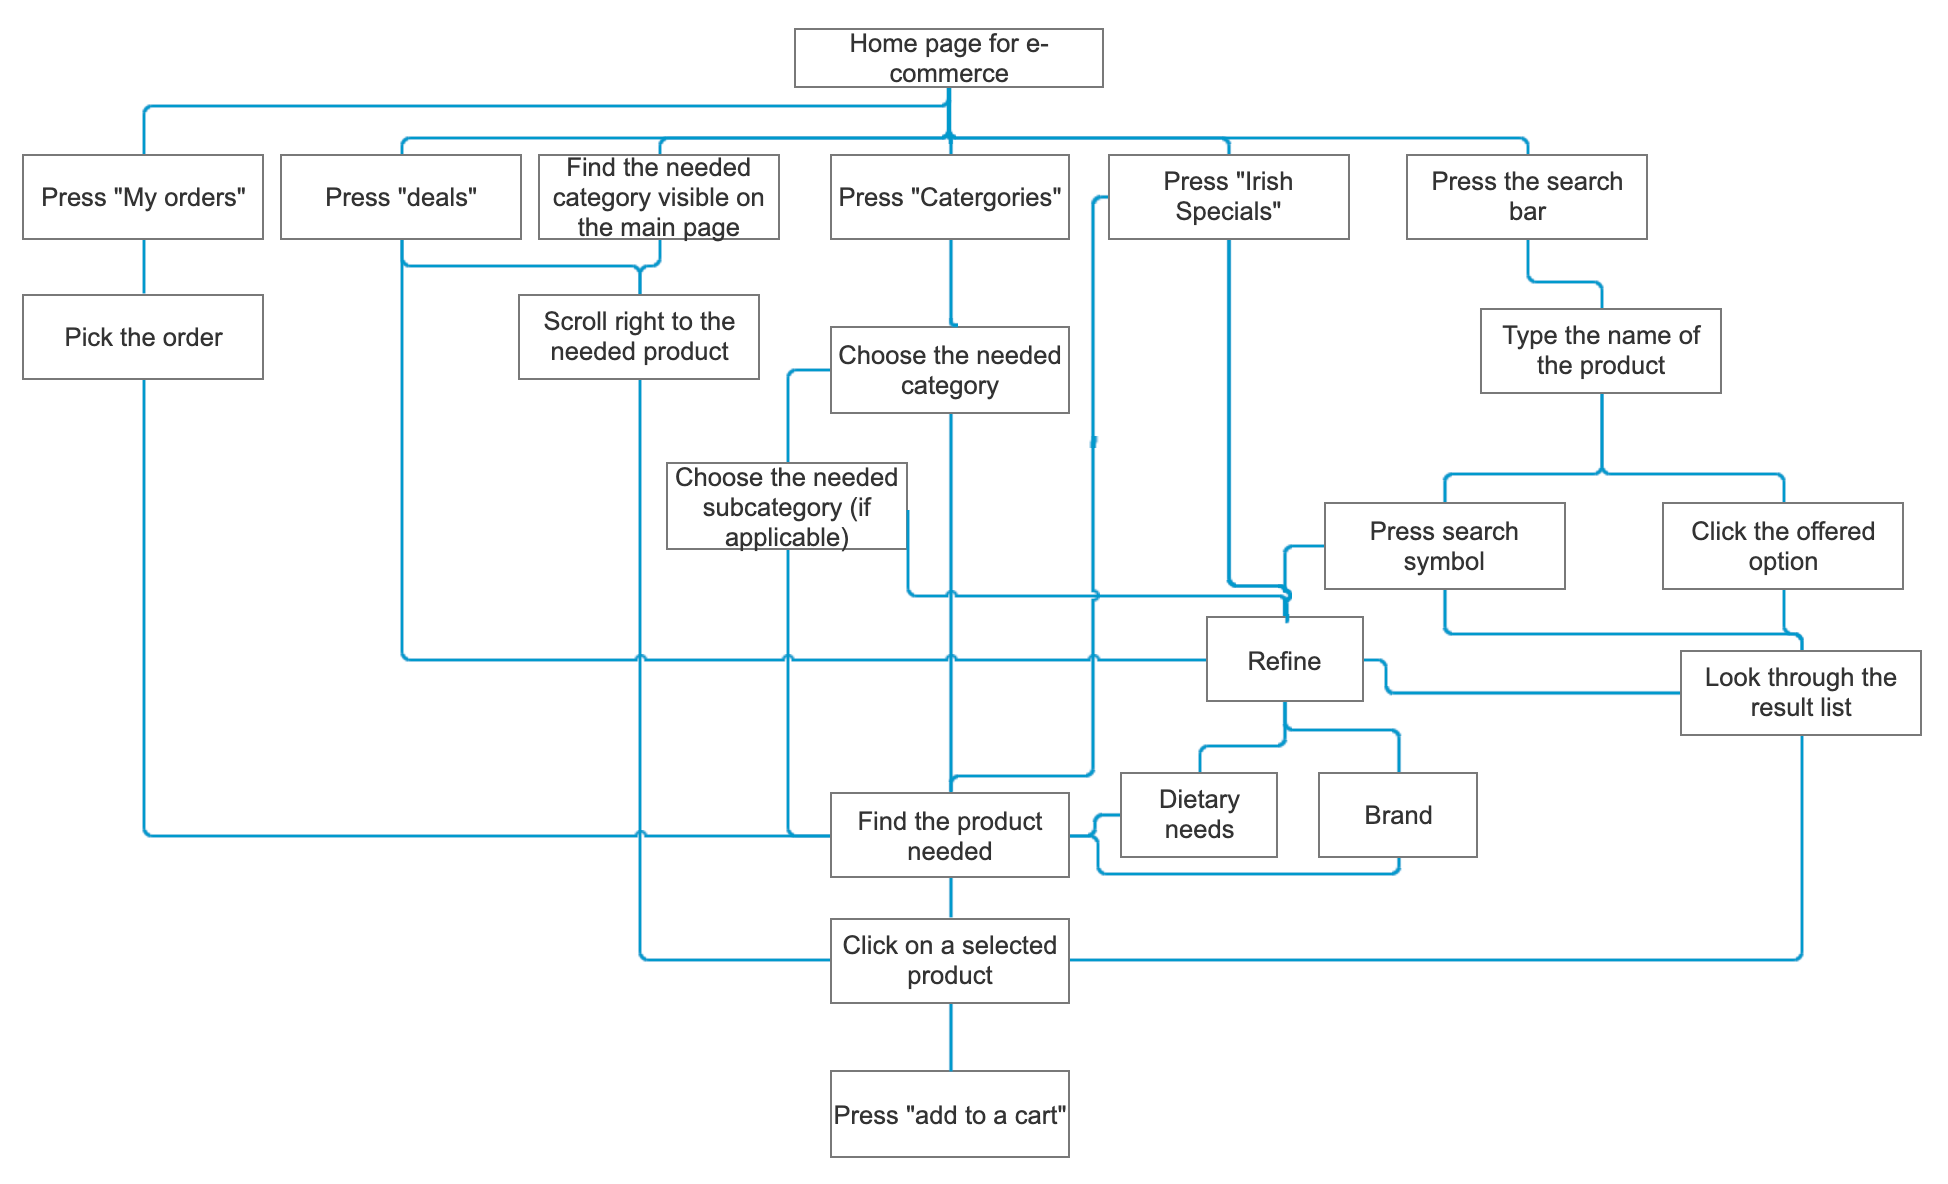 Home page for e-
commerce
Press "My orders"
Press "deals"
Find the needed
category visible on
the main page
Press "Catergories"
Press "Irish
Specials"
Press the search
bar
Pick the order
Scroll right to the
needed product
Choose the needed
category
Type the name of
the product
Choose the needed
subcategory (if
applicable)
Press search
symbol
Click the offered
option
Refine
Look through the
result list
Dietary
needs
Brand
Find the product
needed
Click on a selected
product
Press "add to a cart"